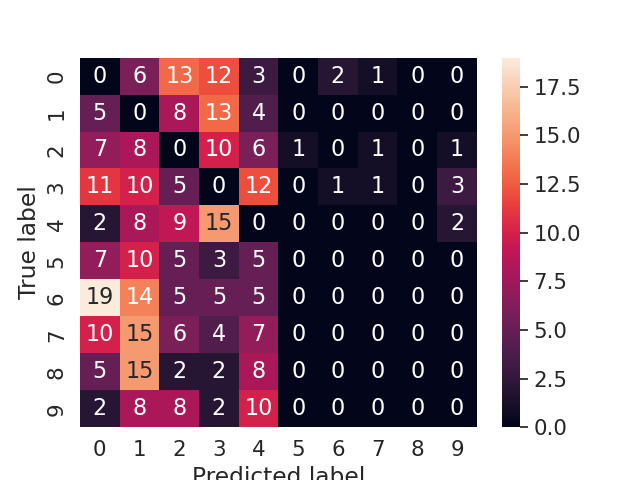 0 0 6 13 12 3 0 2 1 0 0
1 5 0 8 13 4 0 0 0 0 0
2 7 8 0 10 6 1 0 1 0 1
3 11 10 5 0 12 0 1 1 0 3
4 2 8 9 15 0 0 0 0 0 2
5 7 10 5 3 5 0 0 0 0 0
6 19 14 5 5 5 0 0 0 0 0
7 10 15 6 4 7 0 0 0 0 0
8 5 15 2 2 8 0 0 0 0 0
9 2 8 8 2 10 0 0 0 0 0
0 1 2 3 4 5 6 7 8 9
Predicted label
True label
17.5
15.0
12.5
10.0
7.5
5.0
2.5
0.0